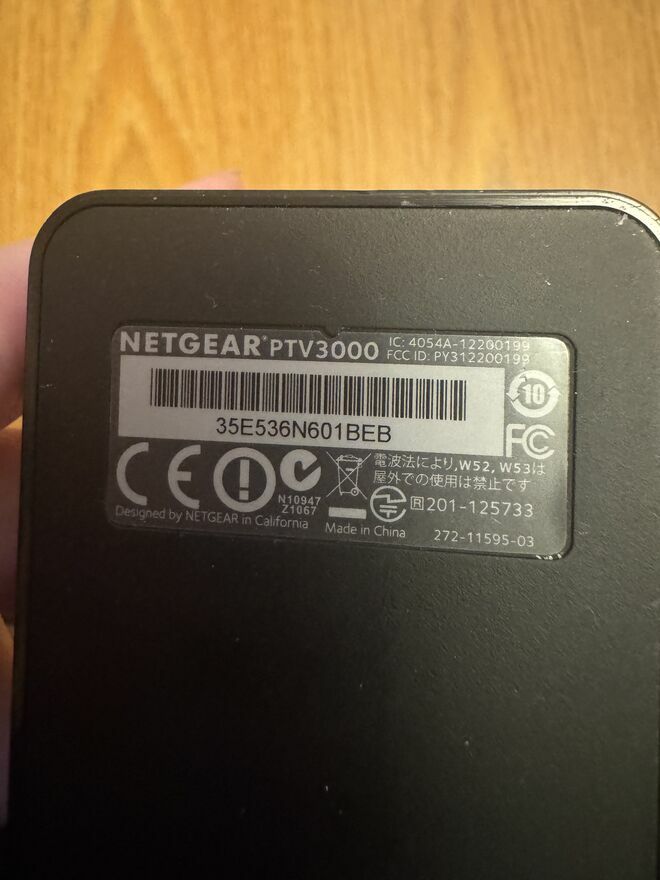 NETGEAR® PTV3000
IC: 4054A-12200199
FCC ID: PY312200199
35E536N601BEB
10
FC
CE
N10947
Z1067
電波法により,W52, W53は
屋外での使用は禁止です
R 201-125733
Designed by NETGEAR in California
Made in China
272-11595-03